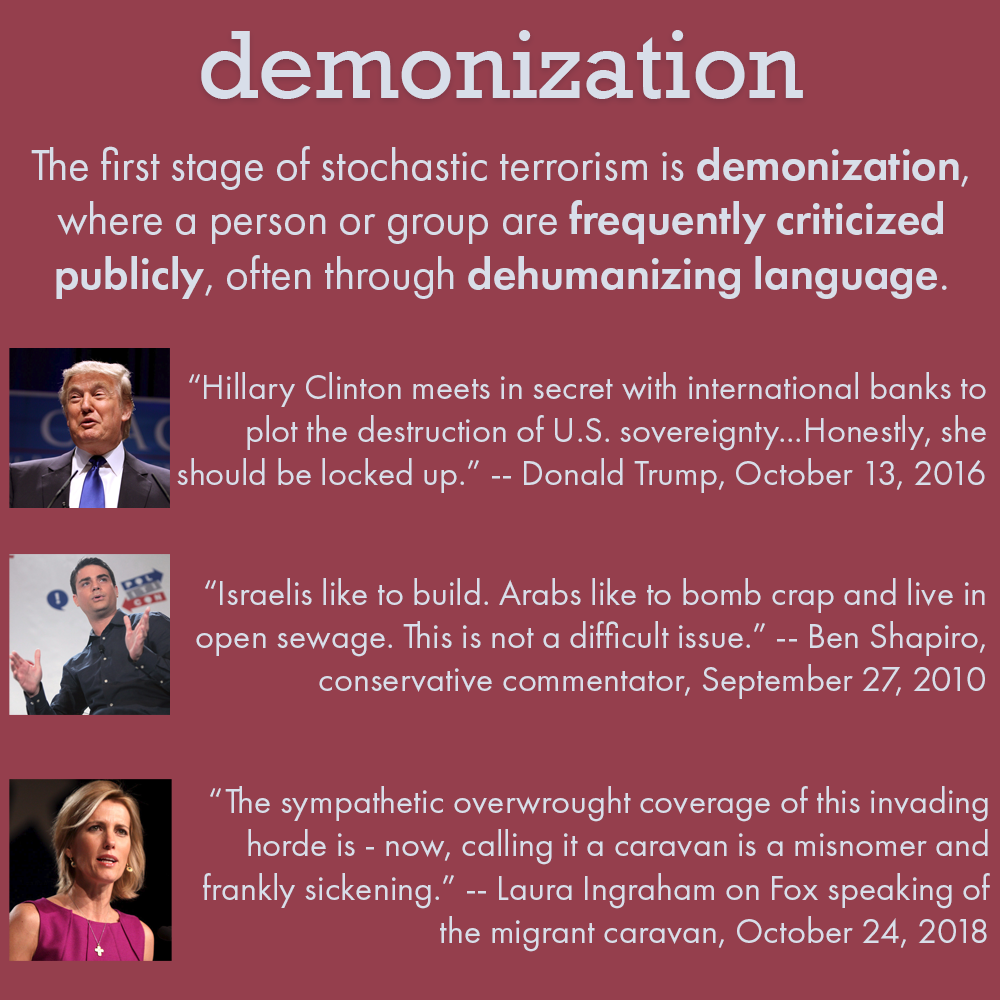 demonization
The first stage of stochastic terrorism is demonization,
where a person or group are frequently criticized
publicly, often through dehumanizing language.
“Hillary Clinton meets in secret with international banks to
plot the destruction of U.S. sovereignty...Honestly, she
should be locked up.” -- Donald Trump, October 13, 2016
“Israelis like to build. Arabs like to bomb crap and live in
open sewage. This is not a difficult issue.” -- Ben Shapiro,
conservative commentator, September 27, 2010
“The sympathetic overwrought coverage of this invading
horde is - now, calling it a caravan is a misnomer and
frankly sickening.” -- Laura Ingraham on Fox speaking of
the migrant caravan, October 24, 2018